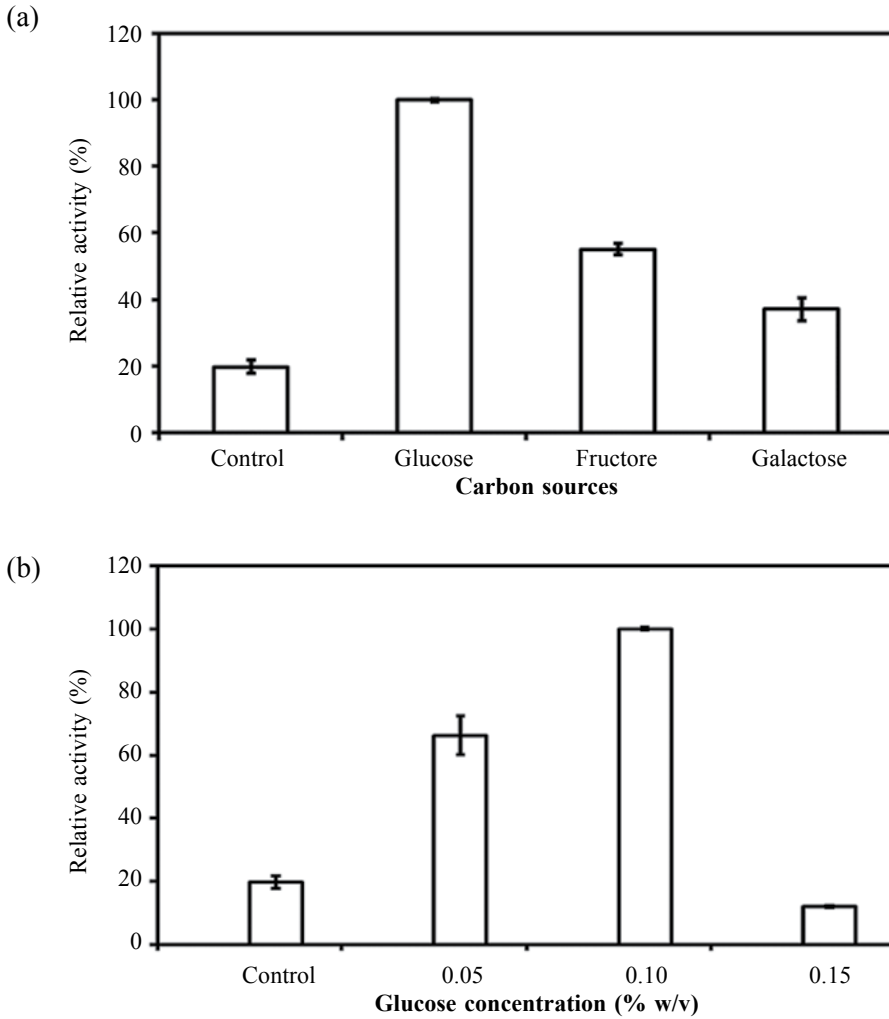 (a)
120
100
80
60
40
20
0
Relative activity (%)
Control Glucose Fructore Galactose
Carbon sources
(b)
120
100
80
60
40
20
0
Relative activity (%)
Control 0.05 0.10 0.15
Glucose concentration (% w/v)